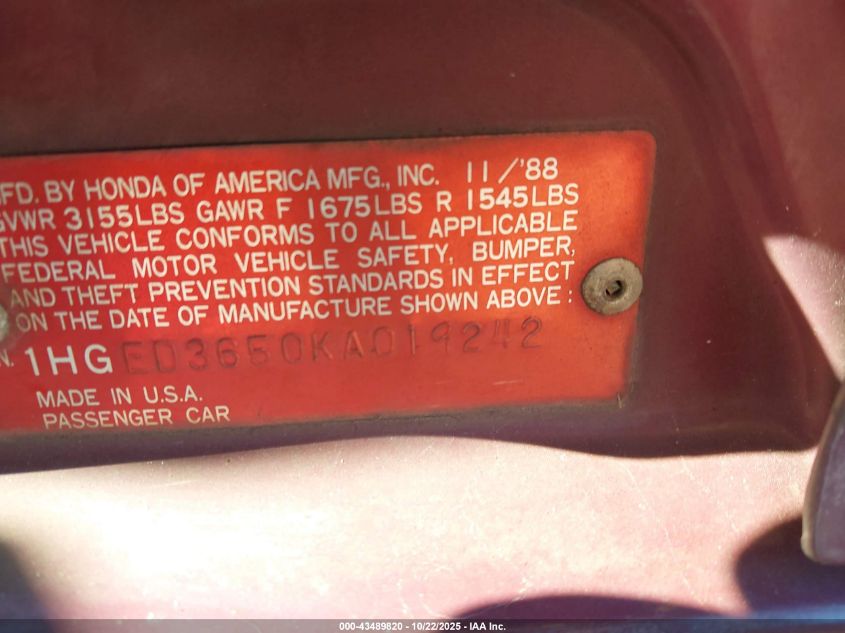 MFD. BY HONDA OF AMERICA MFG., INC. 11/'88
GVWR 3155LBS GAWR F 1675LBS R 1545LBS
THIS VEHICLE CONFORMS TO ALL APPLICABLE
FEDERAL MOTOR VEHICLE SAFETY, BUMPER,
AND THEFT PREVENTION STANDARDS IN EFFECT
ON THE DATE OF MANUFACTURE SHOWN ABOVE:
1HGED3650KA019242
MADE IN U.S.A.
PASSENGER CAR
000-43489820 - 10/22/2025 - IAA Inc.